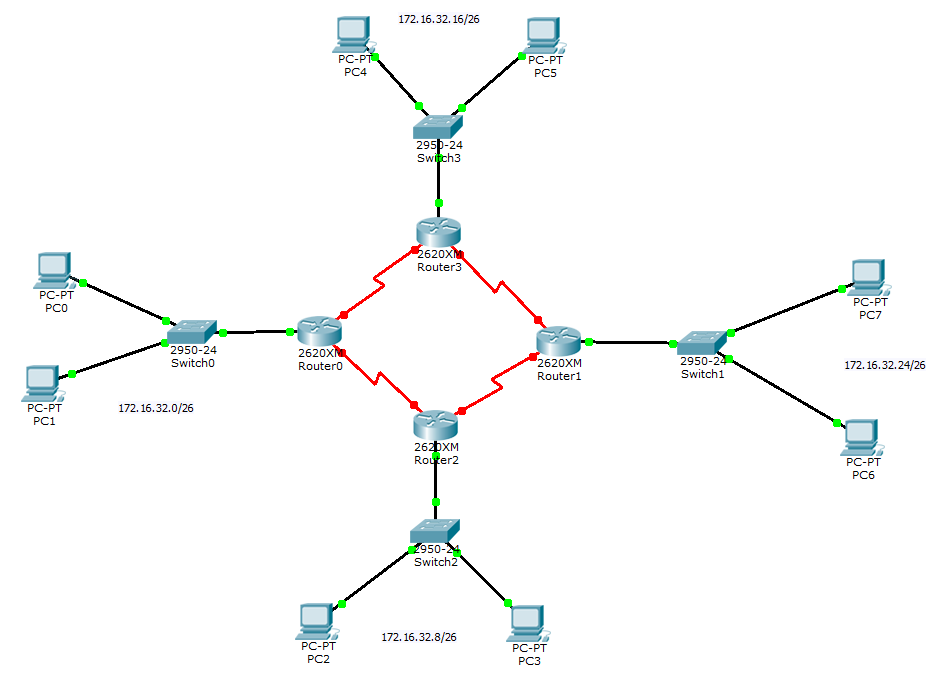 172.16.32.16/26
PC-PT
PC4
PC-PT
PC5
2950-24
Switch3
2620XM
Router3
PC-PT
PC0
2950-24
Switch0
2620XM
Router0
PC-PT
PC1
172.16.32.0/26
2620XM
Router1
2950-24
Switch1
PC-PT
PC7
172.16.32.24/26
PC-PT
PC6
2620XM
Router2
2950-24
Switch2
PC-PT
PC2
172.16.32.8/26
PC-PT
PC3